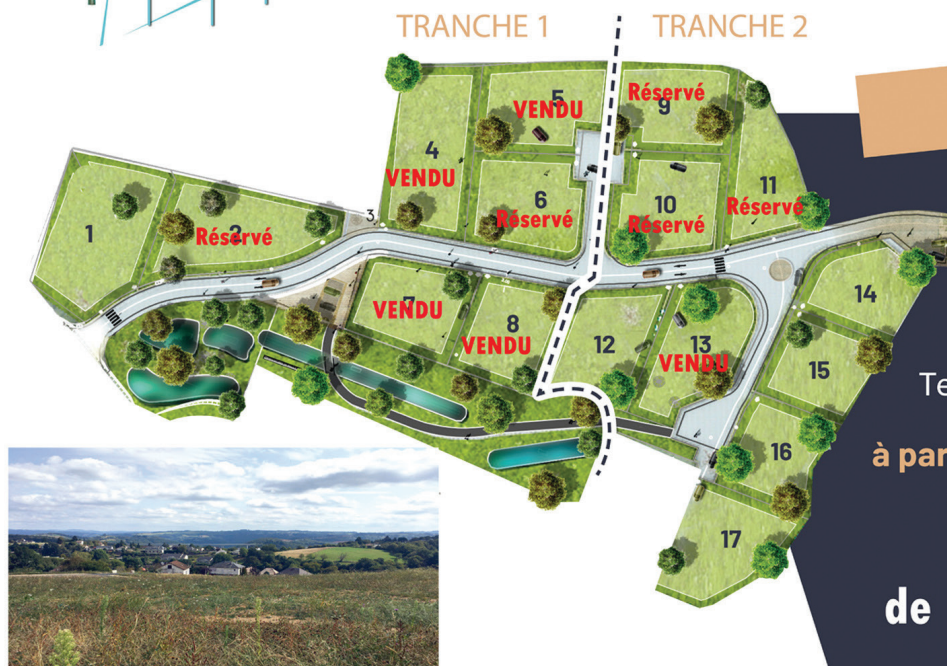 TRANCHE 1
TRANCHE 2
5
VENDU
Réservé
9
4
VENDU
6
Réservé
10
Réservé
11
Réservé
1
Réservé
3
7
VENDU
8
VENDU
12
13
VENDU
14
15
16
17
Te
à par
de